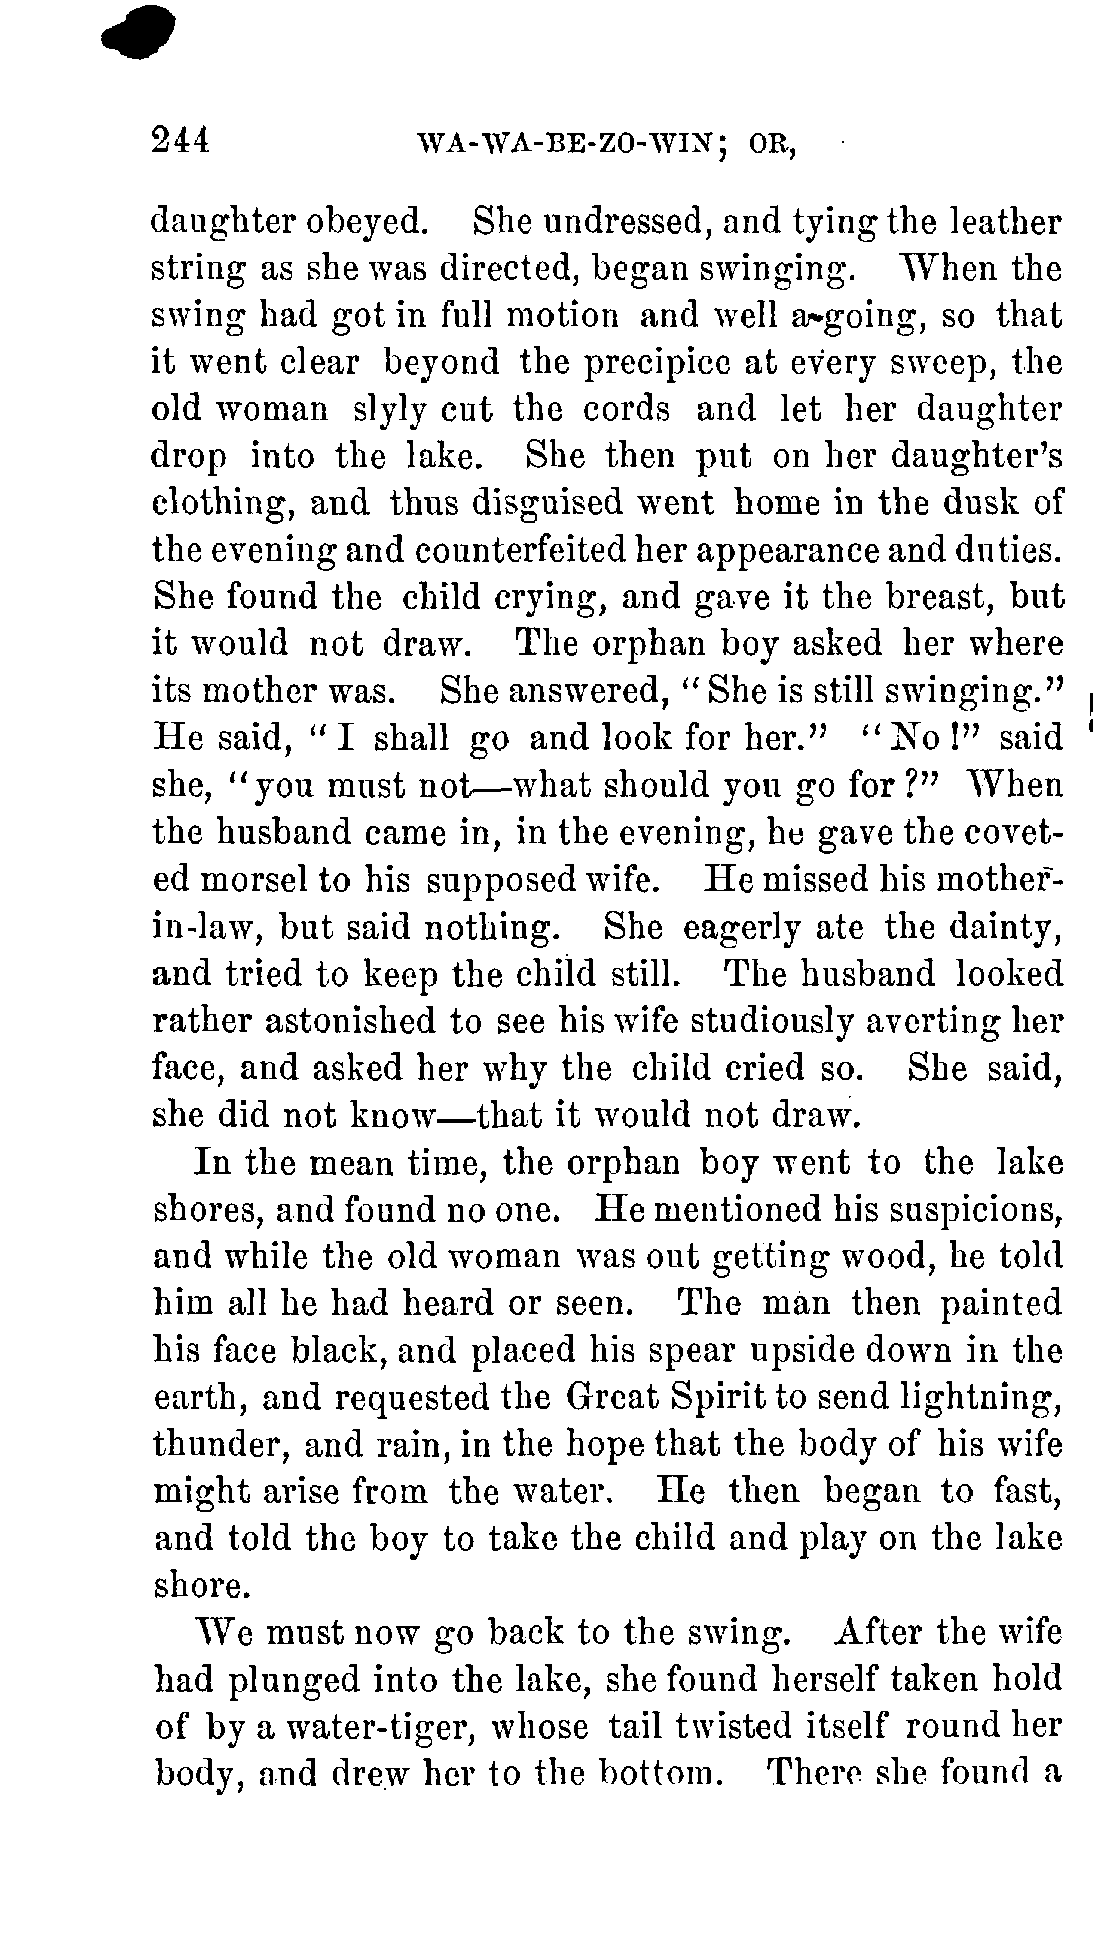 244 WA-WA-BE-ZO-WIN; OR,
daughter obeyed. She undressed, and tying the leather
string as she was directed, began swinging. When the
swing had got in full motion and well a-going, so that
it went clear beyond the precipice at every sweep, the
old woman slyly cut the cords and let her daughter
drop into the lake. She then put on her daughter's
clothing, and thus disguised went home in the dusk of
the evening and counterfeited her appearance and duties.
She found the child crying, and gave it the breast, but
it would not draw. The orphan boy asked her where
its mother was. She answered, "She is still swinging."
He said, "I shall go and look for her." "No!" said
she, "you must not—what should you go for?" When
the husband came in, in the evening, he gave the covet-
ed morsel to his supposed wife. He missed his mother-
in-law, but said nothing. She eagerly ate the dainty,
and tried to keep the child still. The husband looked
rather astonished to see his wife studiously averting her
face, and asked her why the child cried so. She said,
she did not know—that it would not draw.
In the mean time, the orphan boy went to the lake
shores, and found no one. He mentioned his suspicions,
and while the old woman was out getting wood, he told
him all he had heard or seen. The man then painted
his face black, and placed his spear upside down in the
earth, and requested the Great Spirit to send lightning,
thunder, and rain, in the hope that the body of his wife
might arise from the water. He then began to fast,
and told the boy to take the child and play on the lake
shore.
We must now go back to the swing. After the wife
had plunged into the lake, she found herself taken hold
of by a water-tiger, whose tail twisted itself round her
body, and drew her to the bottom. There she found a